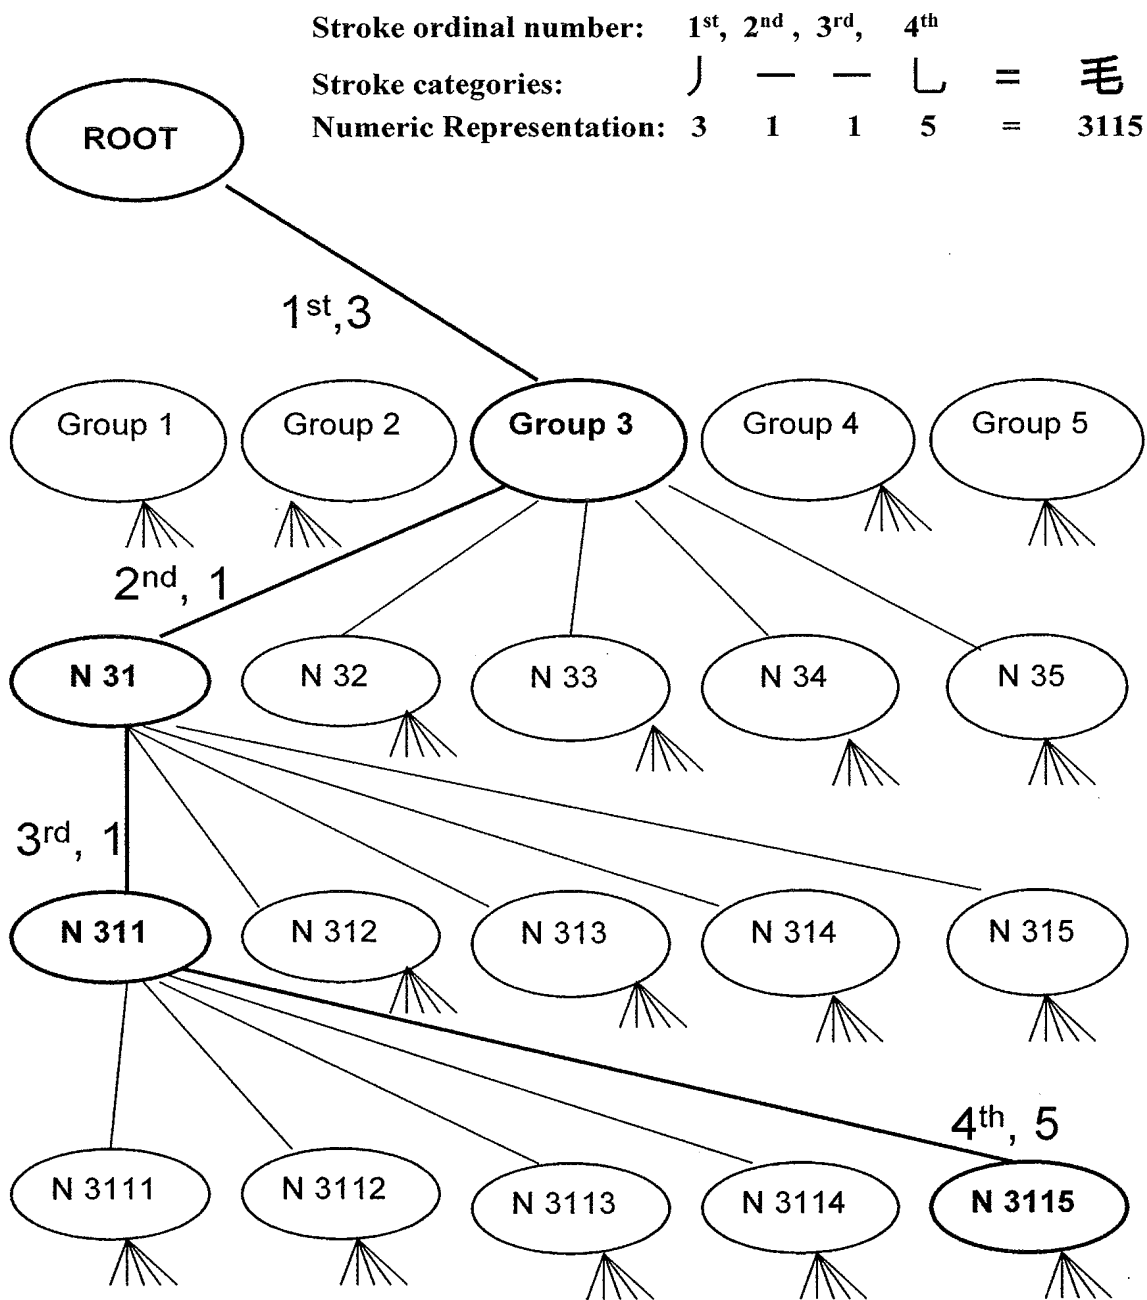 Stroke ordinal number: 1st, 2nd , 3rd, 4th
Stroke categories: 丿 一 一 乚 = 毛
Numeric Representation: 3 1 1 5 = 3115
ROOT
1st,3
Group 1 Group 2 Group 3 Group 4 Group 5
2nd, 1
N 31 N 32 N 33 N 34 N 35
3rd, 1
N 311 N 312 N 313 N 314 N 315
4th, 5
N 3111 N 3112 N 3113 N 3114 N 3115